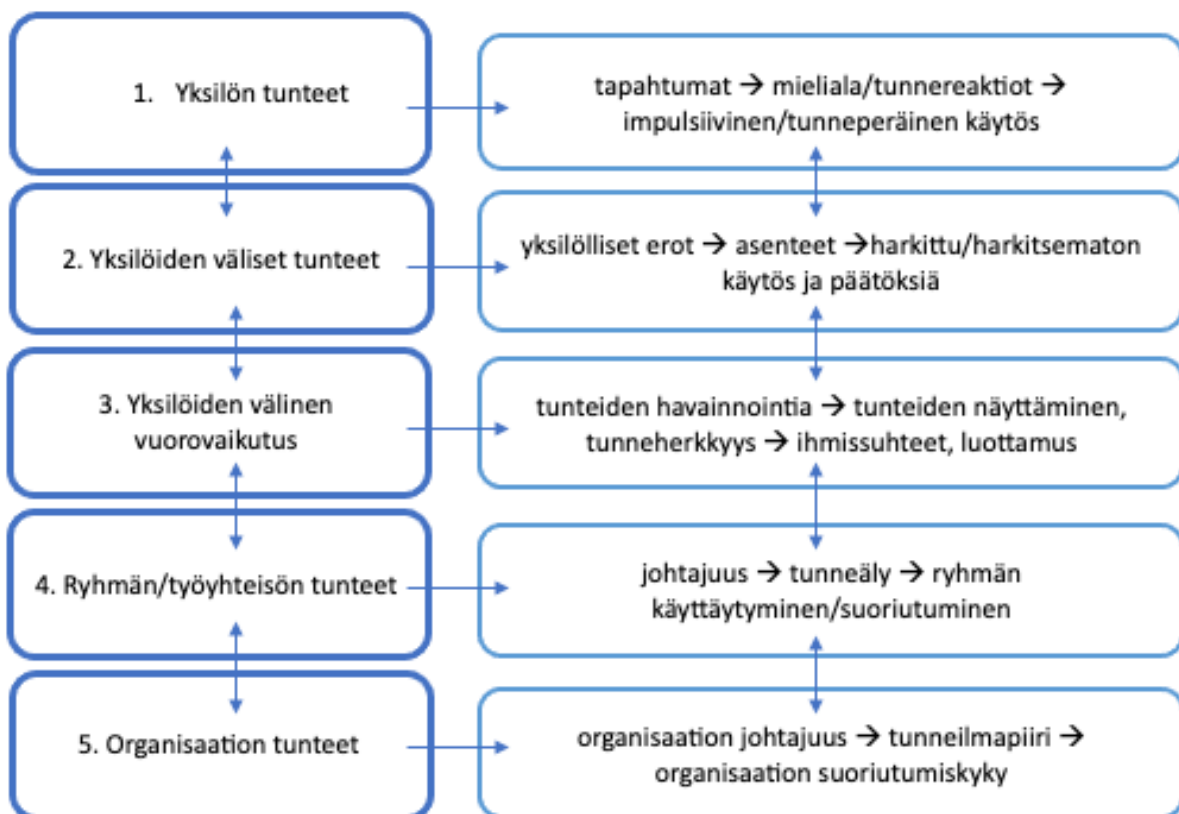 1. Yksilön tunteet
tapahtumat → mieliala/tunnereaktiot →
impulsiivinen/tunneperäinen käytös
2. Yksilöiden väliset tunteet
yksilölliset erot → asenteet →harkittu/harkitsematon
käytös ja päätöksiä
3. Yksilöiden välinen
vuorovaikutus
tunteiden havainnointia → tunteiden näyttäminen,
tunneherkkyys → ihmissuhteet, luottamus
4. Ryhmän/työyhteisön tunteet
johtajuus → tunneäly → ryhmän
käyttäytyminen/suoriutuminen
5. Organisaation tunteet
organisaation johtajuus → tunneilmapiiri →
organisaation suoriutumiskyky